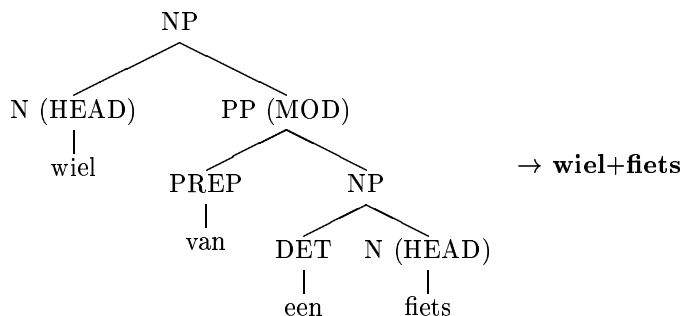 NP
N (HEAD) PP (MOD)
wiel
→ wiel+fiets
PREP NP
van
DET N (HEAD)
een fiets